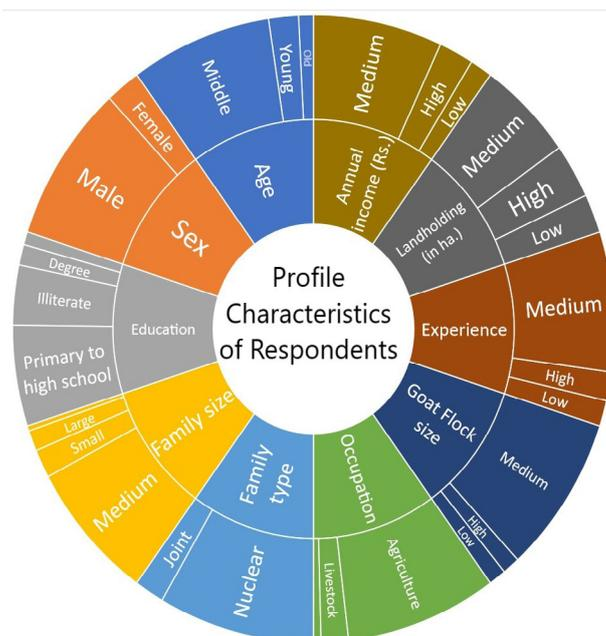 Profile
Characteristics
of Respondents
Annual
income (Rs.)
Medium
High
Low
Landholding
(in ha.)
Medium
High
Low
Experience
Medium
High
Low
Goat Flock
size
Medium
High
Low
Occupation
Agriculture
Livestock
Family
type
Nuclear
Joint
Family size
Medium
Small
Large
Education
Primary to
high school
Illiterate
Degree
Sex
Male
Female
Age
Middle
Young
Old